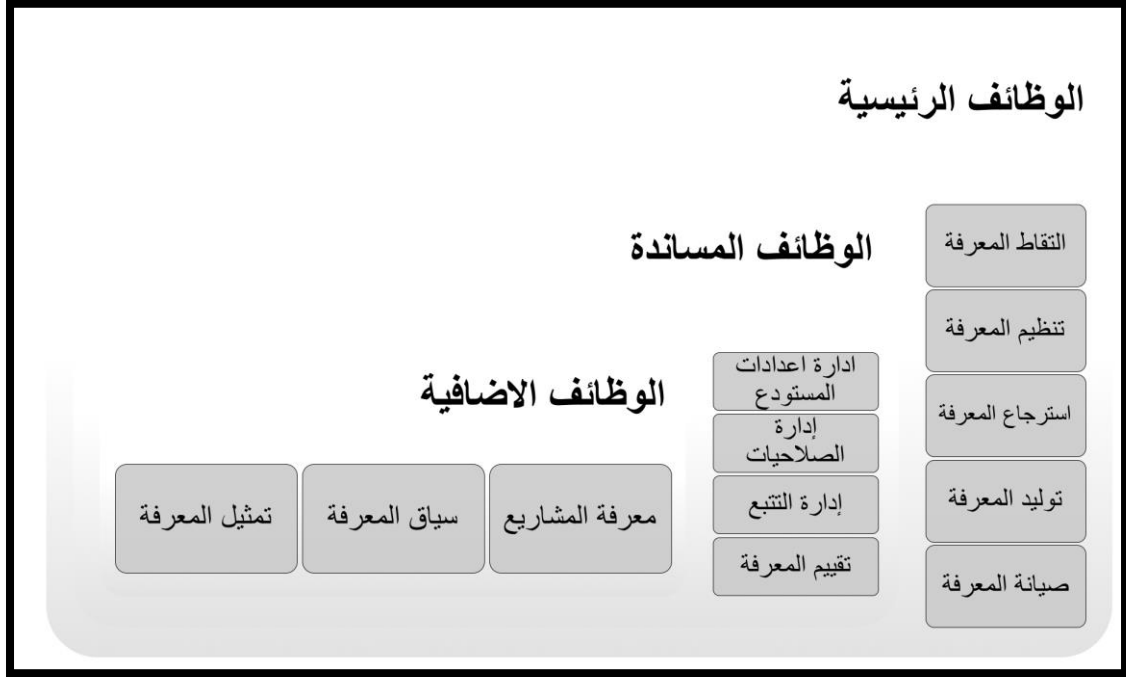 الوظائف الرئيسية
التقاط المعرفة
تنظيم المعرفة
استرجاع المعرفة
توليد المعرفة
صيانة المعرفة
الوظائف المساندة
ادارة اعدادات
المستودع
إدارة
الصلاحيات
إدارة التتبع
تقييم المعرفة
الوظائف الاضافية
معرفة المشاريع
سياق المعرفة
تمثيل المعرفة